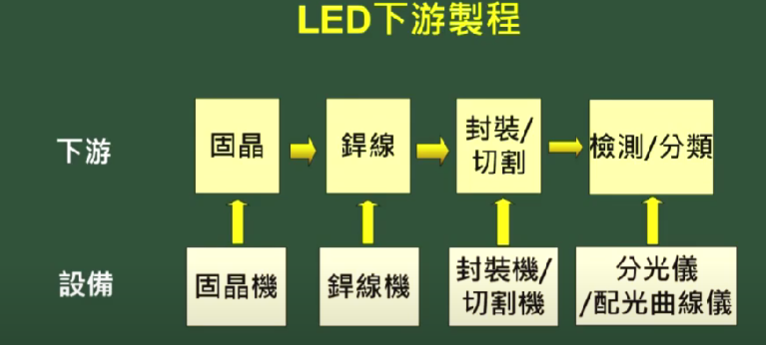 LED下游製程
下游
固晶
銲線
封裝/
切割
檢測/分類
設備
固晶機
銲線機
封裝機/
切割機
分光儀
/配光曲線儀